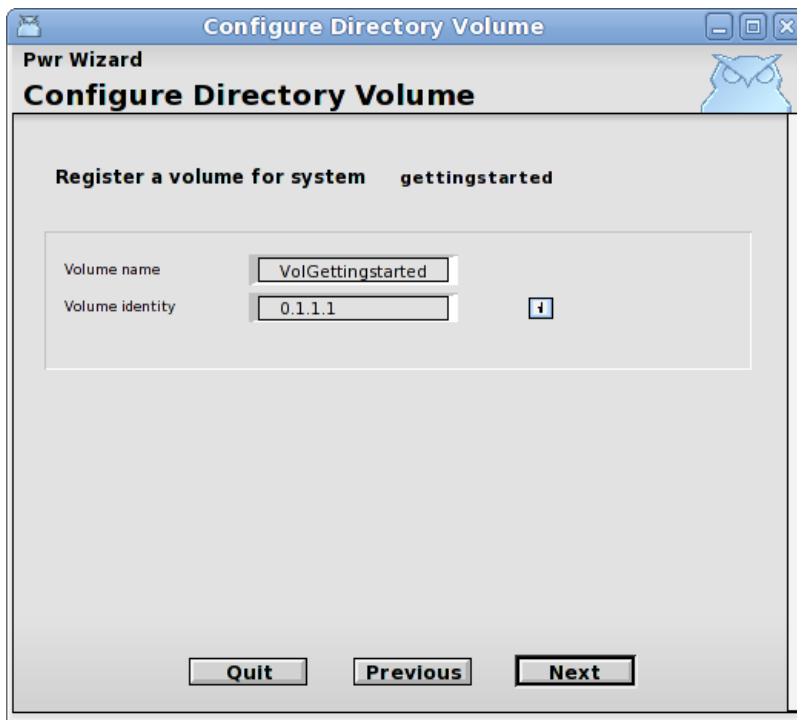 Configure Directory Volume
Pwr Wizard
Configure Directory Volume
Register a volume for system gettingstarted
Volume name VolGettingstarted
Volume identity 0.1.1.1
i
Quit Previous Next